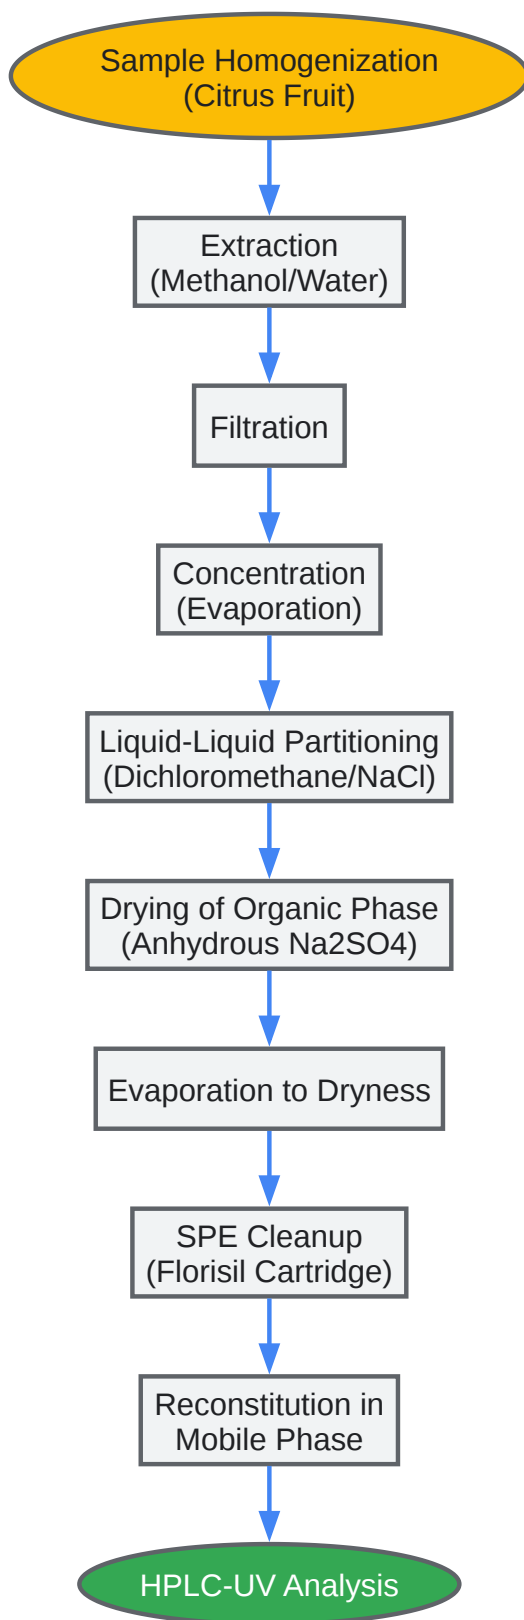 Sample Homogenization
(Citrus Fruit)
Extraction
(Methanol/Water)
Filtration
Concentration
(Evaporation)
Liquid-Liquid Partitioning
(Dichloromethane/NaCl)
Drying of Organic Phase
(Anhydrous Na2SO4)
Evaporation to Dryness
SPE Cleanup
(Florisil Cartridge)
Reconstitution in
Mobile Phase
HPLC-UV Analysis